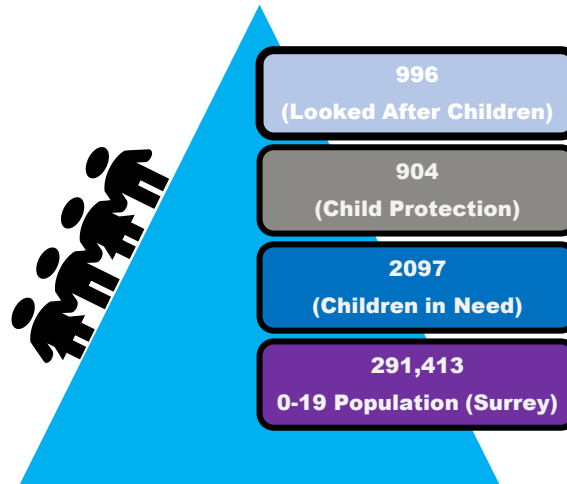 996
(Looked After Children)
904
(Child Protection)
2097
(Children in Need)
291,413
0-19 Population (Surrey)